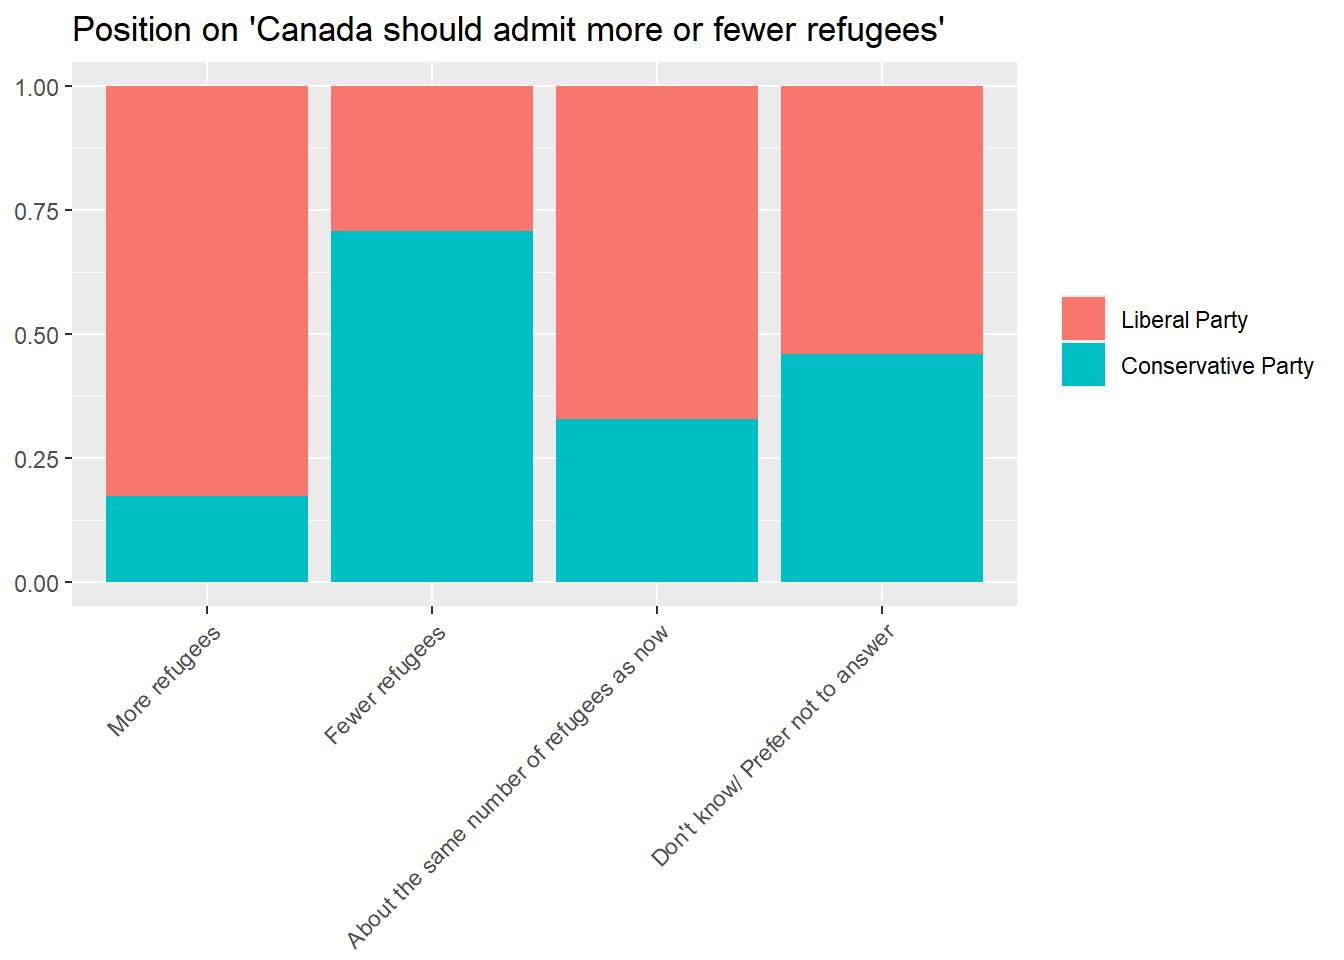 Position on 'Canada should admit more or fewer refugees'
1.00
0.75
0.50
0.25
0.00
More refugees
Fewer refugees
About the same number of refugees as now
Don't know/ Prefer not to answer
Liberal Party
Conservative Party